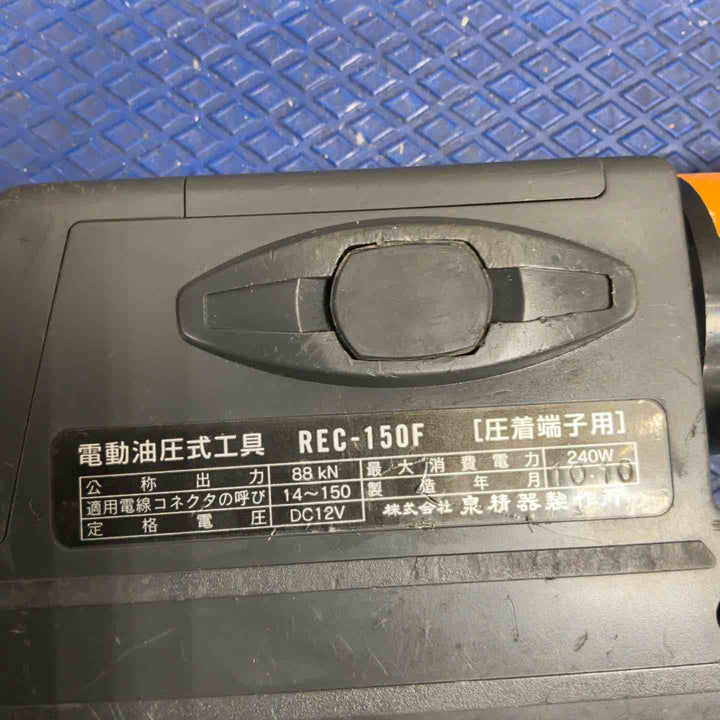 電動油圧式工具 REC-150F [圧着端子用]
公称出力 88kN 最大消費電力 240W
適用電線コネクタの呼び 14～150 製造年月 10-10
定格電圧 DC12V 株式会社 泉精器製作所